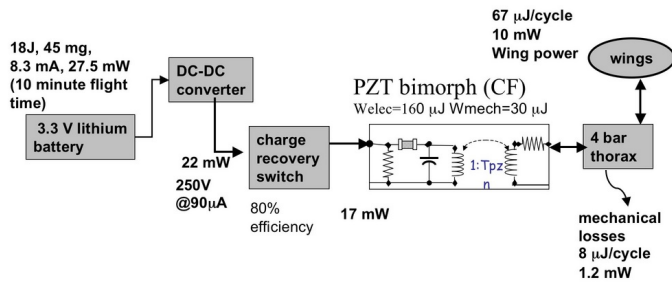 18J, 45 mg,
8.3 mA, 27.5 mW
(10 minute flight
time)
3.3 V lithium
battery
DC-DC
converter
22 mW
250V
@90μA
charge
recovery
switch
80%
efficiency
17 mW
PZT bimorph (CF)
Welec=160 μJ Wmech=30 μJ
1:Tpz
n
67 μJ/cycle
10 mW
Wing power
wings
4 bar
thorax
mechanical
losses
8 μJ/cycle
1.2 mW